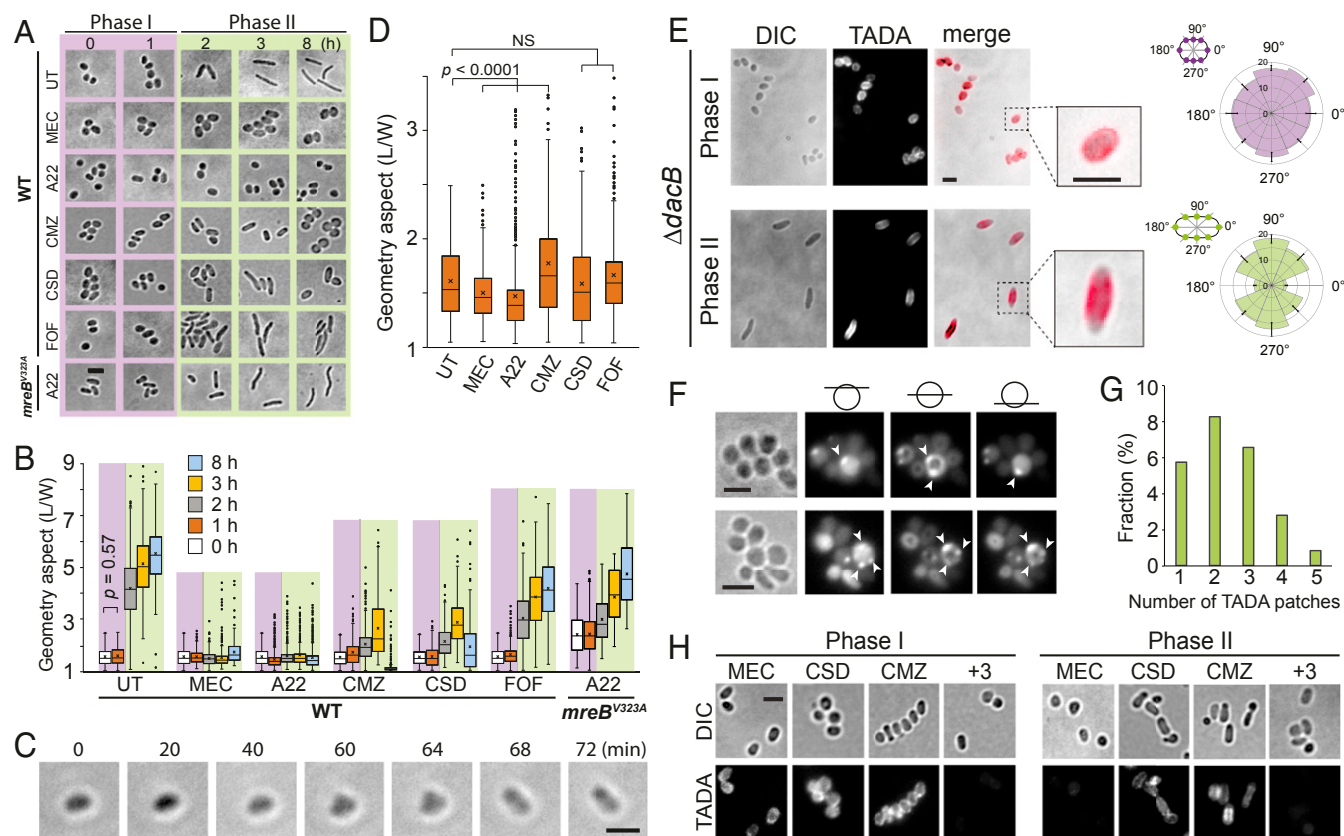 A
Phase I
Phase II
0
1
2
3
8 (h)
WT
UT
MEC
A22
CMZ
CSD
FOF
mreBV323A
A22
B
Geometry aspect (L/W)
9
7
5
3
1
p = 0.57
8 h
3 h
2 h
1 h
0 h
UT
MEC
A22
CMZ
CSD
FOF
A22
WT
mreBV323A
C
0
20
40
60
64
68
72 (min)
D
Geometry aspect (L/W)
3
2
1
NS
p < 0.0001
UT
MEC
A22
CMZ
CSD
FOF
E
DIC
TADA
merge
ΔdacB
Phase I
Phase II
90°
180°
0°
270°
90°
20
10
0
180°
0°
270°
90°
180°
0°
270°
90°
20
10
0
180°
0°
270°
F
G
Fraction (%)
10
8
6
4
2
0
1
2
3
4
5
Number of TADA patches
H
Phase I
Phase II
MEC
CSD
CMZ
+3
MEC
CSD
CMZ
+3
DIC
TADA